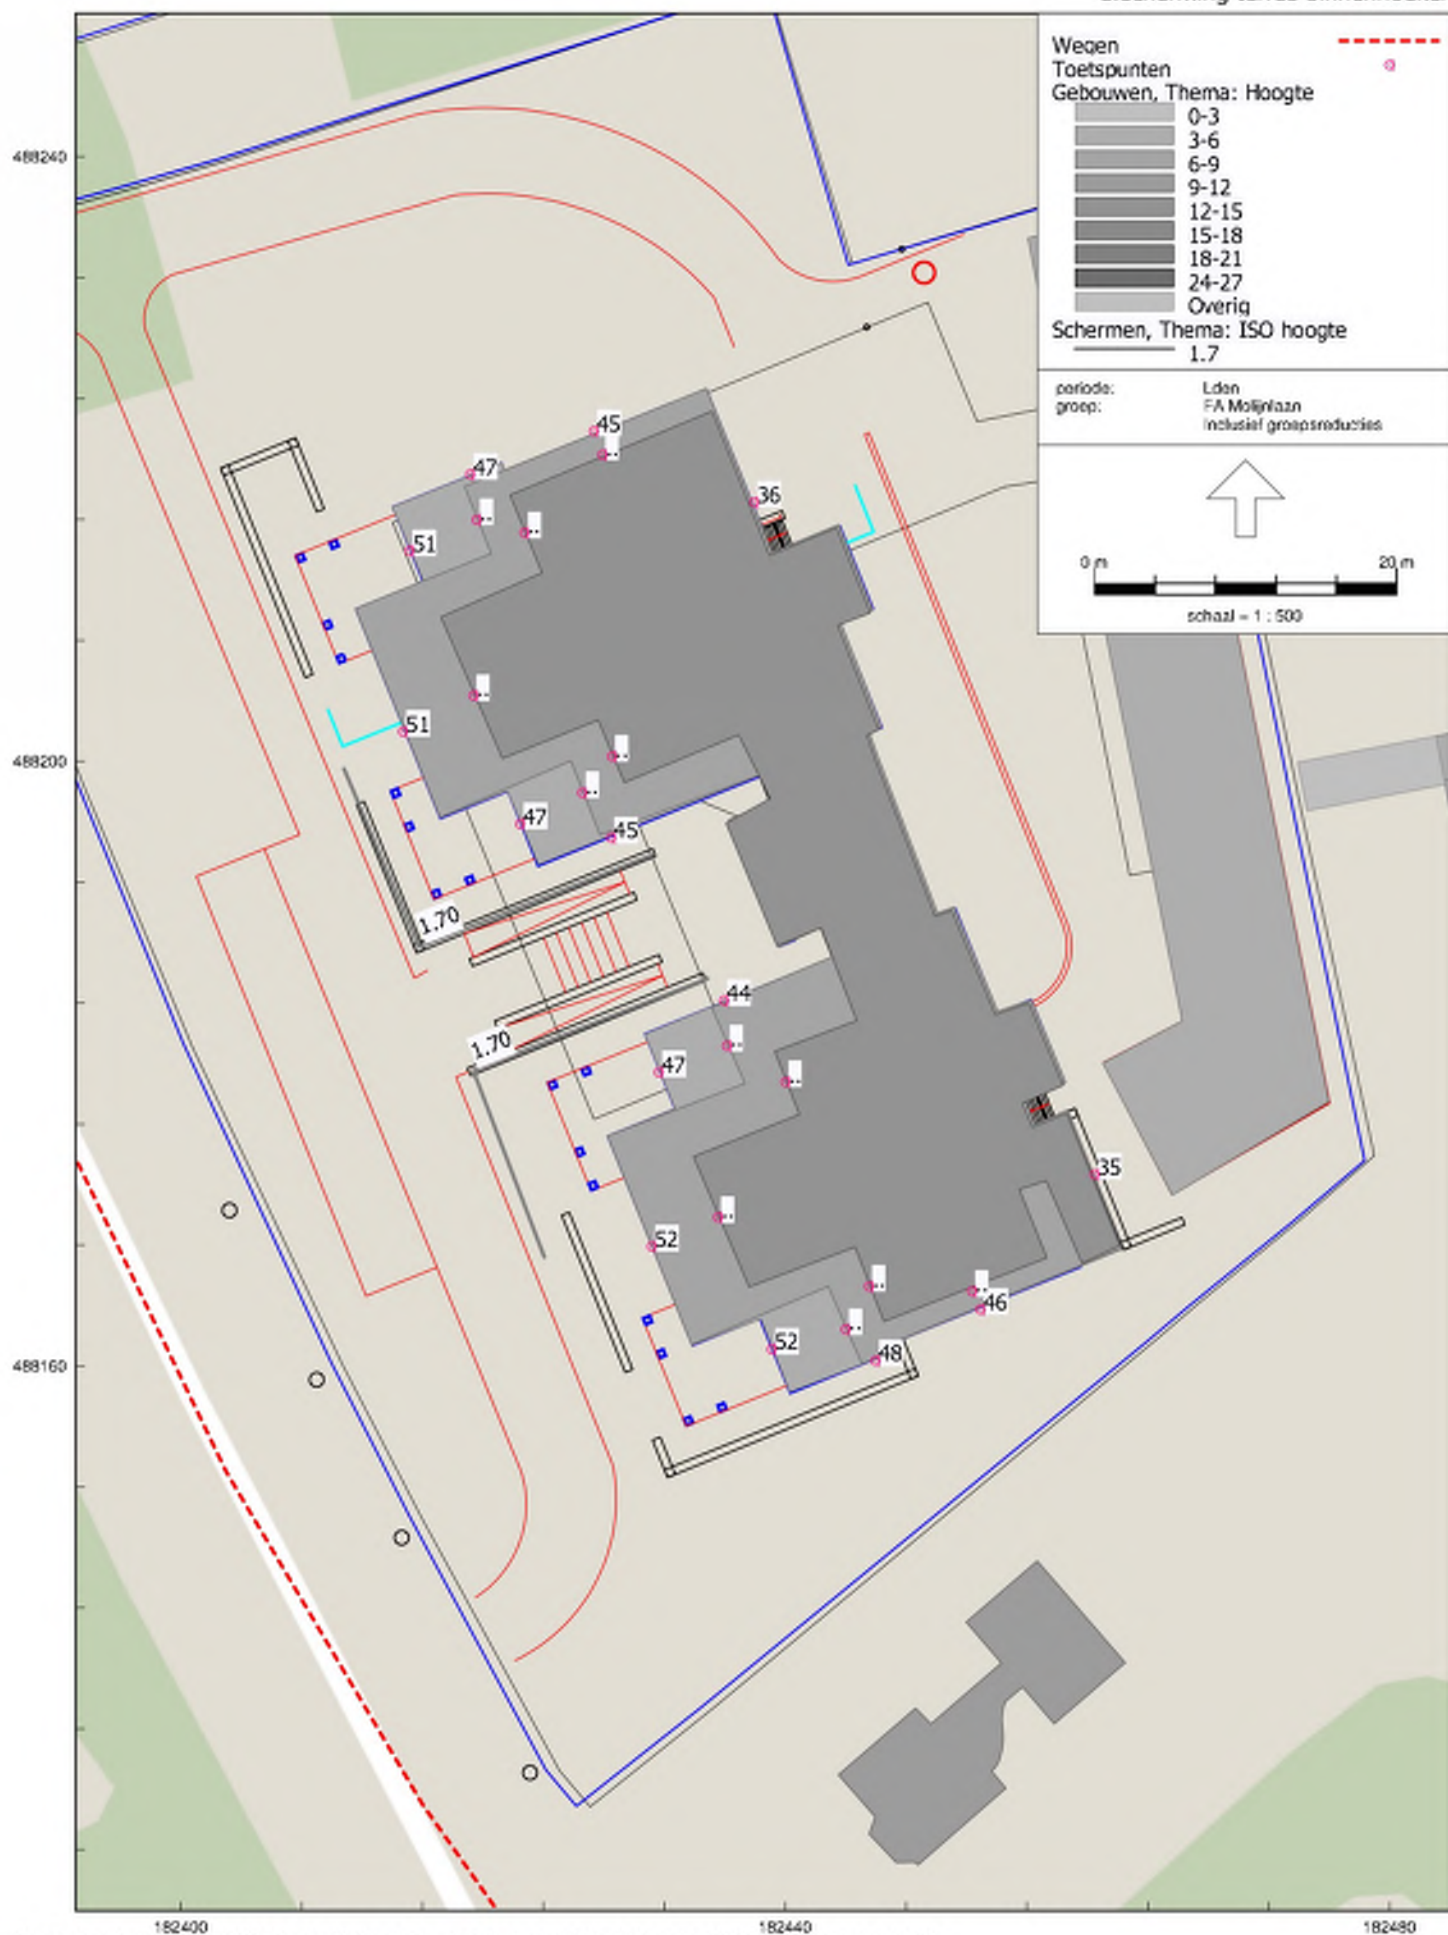 Wegen
Toetspunten
Gebouwen, Thema: Hoogte
0-3
3-6
6-9
9-12
12-15
15-18
18-21
24-27
Overig
Schermen, Thema: ISO hoogte
1.7
periode: Lden
groep: FA Molijnlaan
Inclusief groepsreducties
0 m 20 m
schaal = 1 : 500
488240
45
47
36
51
51
488200
47
45
1.70
44
1.70
47
35
52
46
52
48
488160
182400 182440 182480